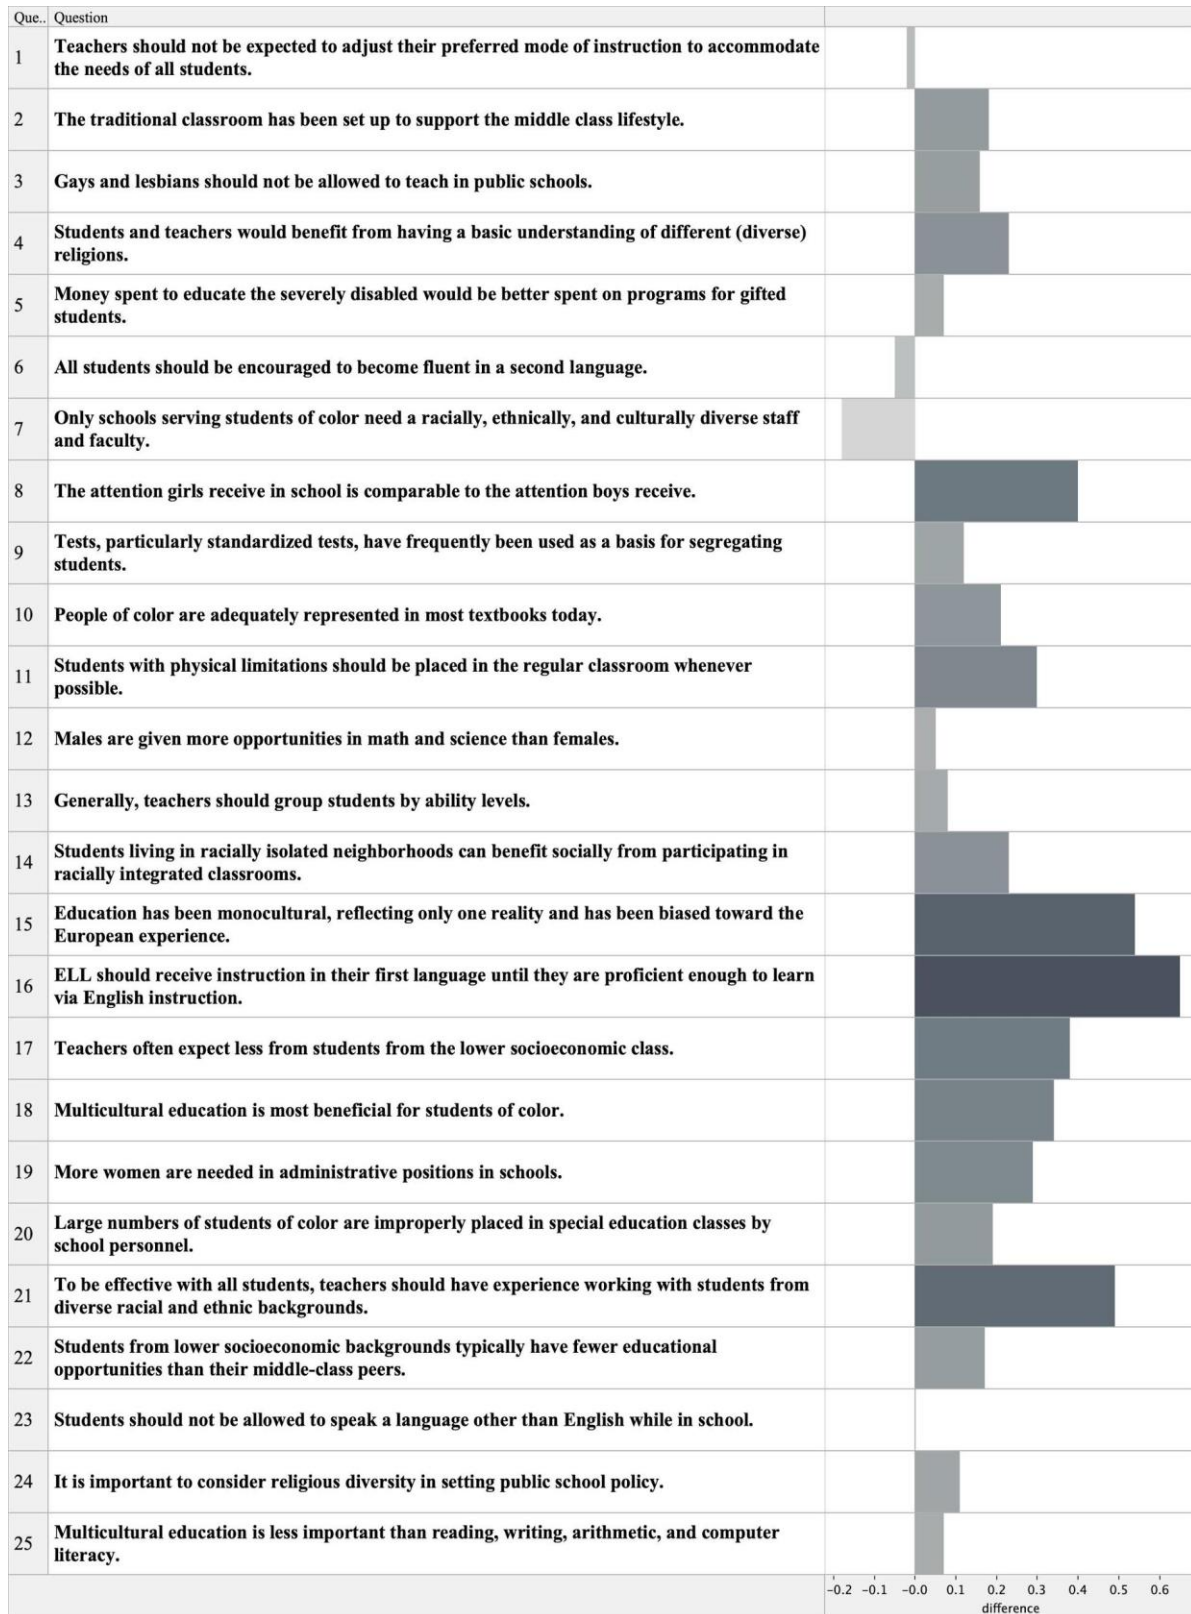 Que.. Question
1 Teachers should not be expected to adjust their preferred mode of instruction to accommodate
the needs of all students.
2 The traditional classroom has been set up to support the middle class lifestyle.
3 Gays and lesbians should not be allowed to teach in public schools.
4 Students and teachers would benefit from having a basic understanding of different (diverse)
religions.
5 Money spent to educate the severely disabled would be better spent on programs for gifted
students.
6 All students should be encouraged to become fluent in a second language.
7 Only schools serving students of color need a racially, ethnically, and culturally diverse staff
and faculty.
8 The attention girls receive in school is comparable to the attention boys receive.
9 Tests, particularly standardized tests, have frequently been used as a basis for segregating
students.
10 People of color are adequately represented in most textbooks today.
11 Students with physical limitations should be placed in the regular classroom whenever
possible.
12 Males are given more opportunities in math and science than females.
13 Generally, teachers should group students by ability levels.
14 Students living in racially isolated neighborhoods can benefit socially from participating in
racially integrated classrooms.
15 Education has been monocultural, reflecting only one reality and has been biased toward the
European experience.
16 ELL should receive instruction in their first language until they are proficient enough to learn
via English instruction.
17 Teachers often expect less from students from the lower socioeconomic class.
18 Multicultural education is most beneficial for students of color.
19 More women are needed in administrative positions in schools.
20 Large numbers of students of color are improperly placed in special education classes by
school personnel.
21 To be effective with all students, teachers should have experience working with students from
diverse racial and ethnic backgrounds.
22 Students from lower socioeconomic backgrounds typically have fewer educational
opportunities than their middle-class peers.
23 Students should not be allowed to speak a language other than English while in school.
24 It is important to consider religious diversity in setting public school policy.
25 Multicultural education is less important than reading, writing, arithmetic, and computer
literacy.
-0.2 -0.1 -0.0 0.1 0.2 0.3 0.4 0.5 0.6
difference